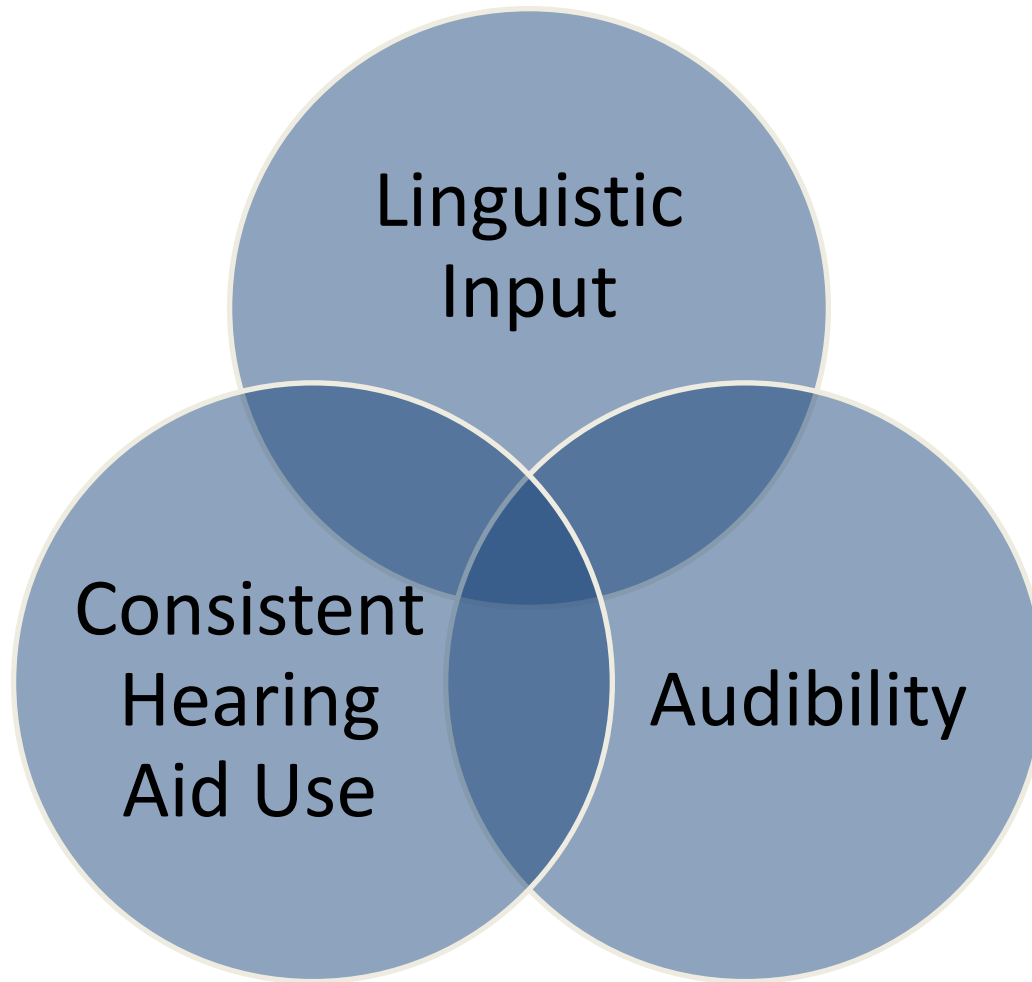 Linguistic
Input
Consistent
Hearing
Aid Use
Audibility